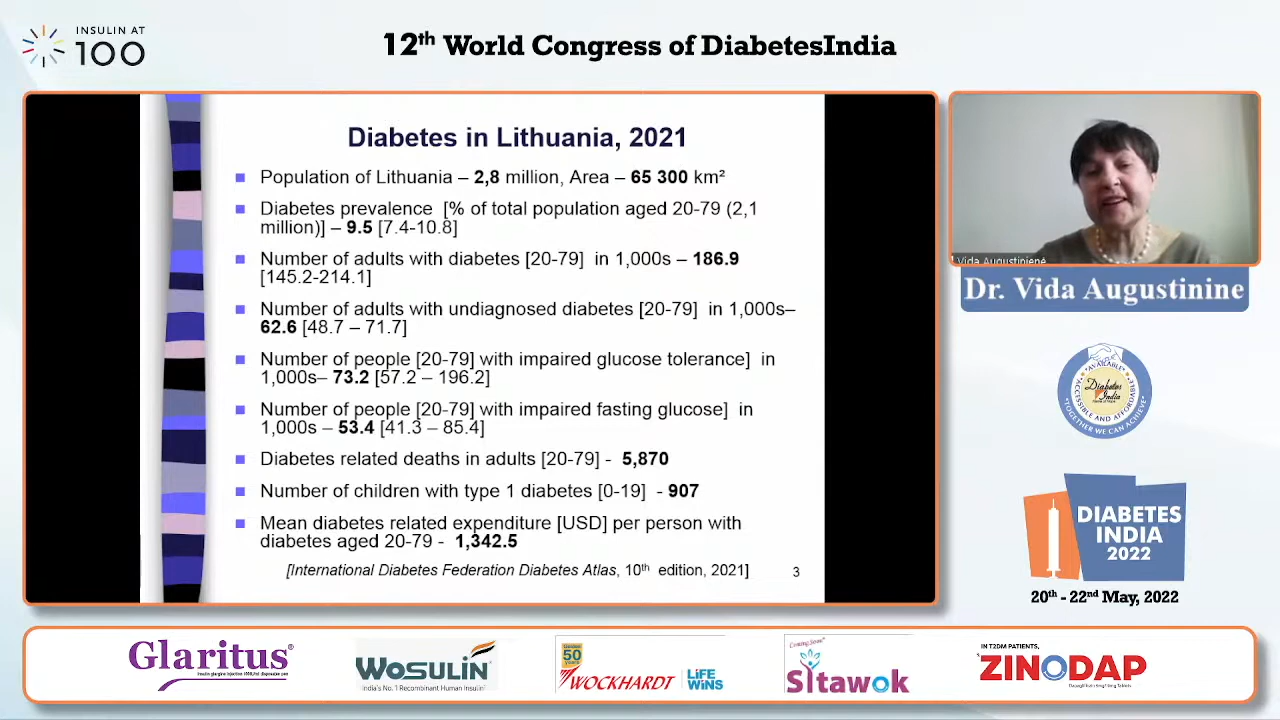 INSULIN AT
100
12th World Congress of DiabetesIndia
Diabetes in Lithuania, 2021
Population of Lithuania – 2,8 million, Area – 65 300 km²
Diabetes prevalence [% of total population aged 20-79 (2,1
million)] – 9.5 [7.4-10.8]
Number of adults with diabetes [20-79] in 1,000s – 186.9
[145.2-214.1]
Number of adults with undiagnosed diabetes [20-79] in 1,000s–
62.6 [48.7 – 71.7]
Number of people [20-79] with impaired glucose tolerance] in
1,000s– 73.2 [57.2 – 196.2]
Number of people [20-79] with impaired fasting glucose] in
1,000s – 53.4 [41.3 – 85.4]
Diabetes related deaths in adults [20-79] - 5,870
Number of children with type 1 diabetes [0-19] - 907
Mean diabetes related expenditure [USD] per person with
diabetes aged 20-79 - 1,342.5
[International Diabetes Federation Diabetes Atlas, 10th edition, 2021]
3
Vida Augustinienė
Dr. Vida Augustinine
AVAILABLE
ACCESSIBLE AND AFFORDABLE
Diabetes
India
TOGETHER WE CAN ACHIEVE
DIABETES
INDIA
2022
20th - 22nd May, 2022
Glaritus®
WOSULIN®
India's No. 1 Recombinant Human Insulin
50
WOCKHARDT
LiFE
WiNS
Coming Soon
Sitawok
IN T2DM PATIENTS,
ZINODAP